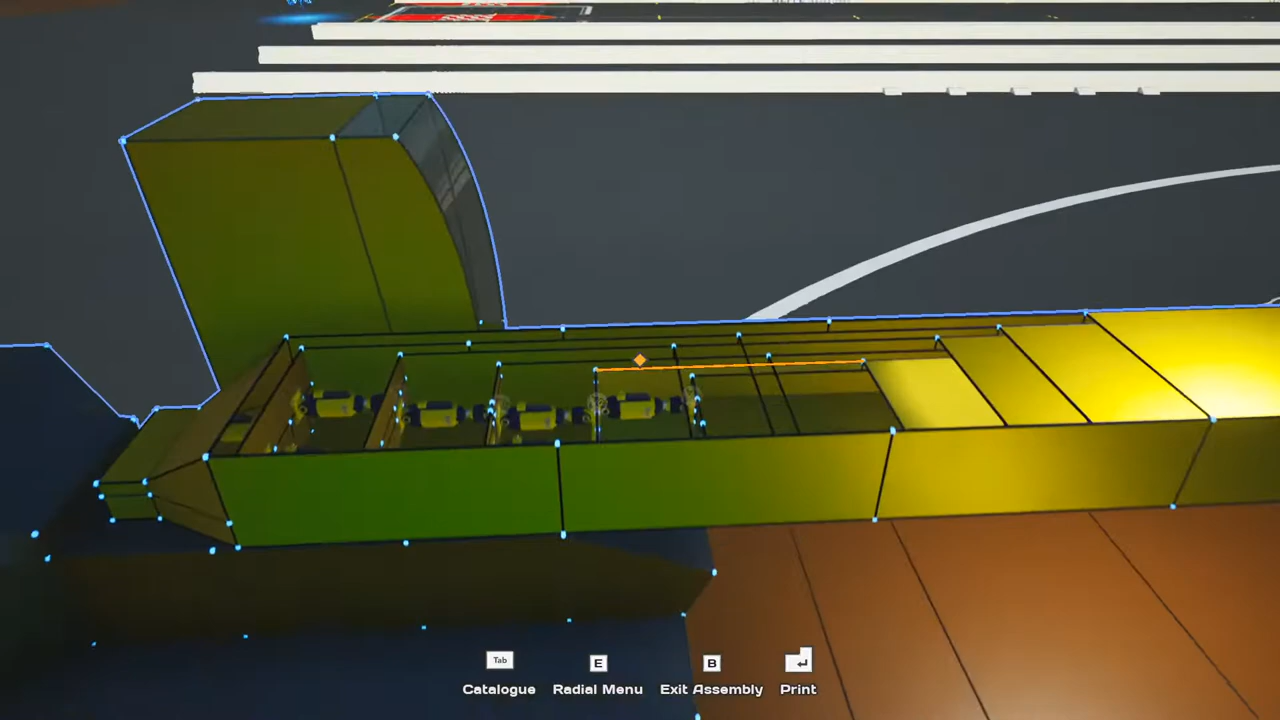 Tab
E
B
Catalogue
Radial Menu
Exit Assembly
Print